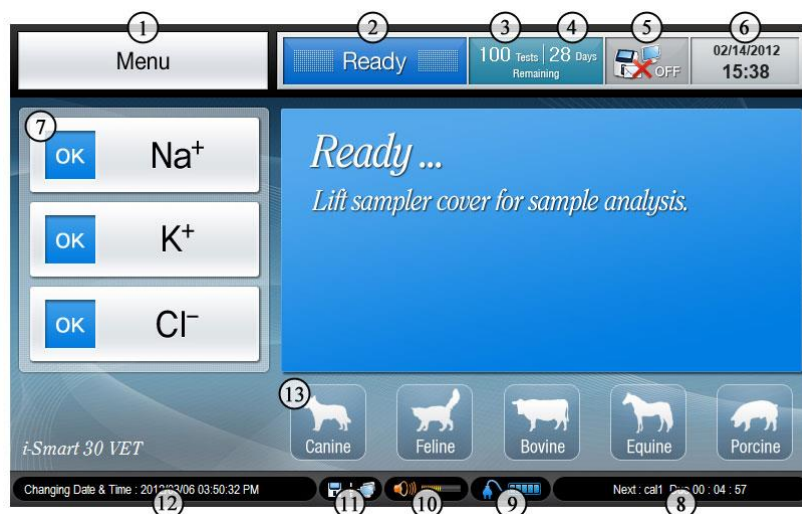 1
2
3
4
5
6
Menu
Ready
100 Tests 28 Days
Remaining
OFF
02/14/2012
15:38
7
OK Na⁺
OK K⁺
OK Cl⁻
Ready ...
Lift sampler cover for sample analysis.
13
Canine
Feline
Bovine
Equine
Porcine
i-Smart 30 VET
Changing Date & Time : 03:50:32 PM
Next : cal1 00 : 04 : 57
12
11
10
9
8